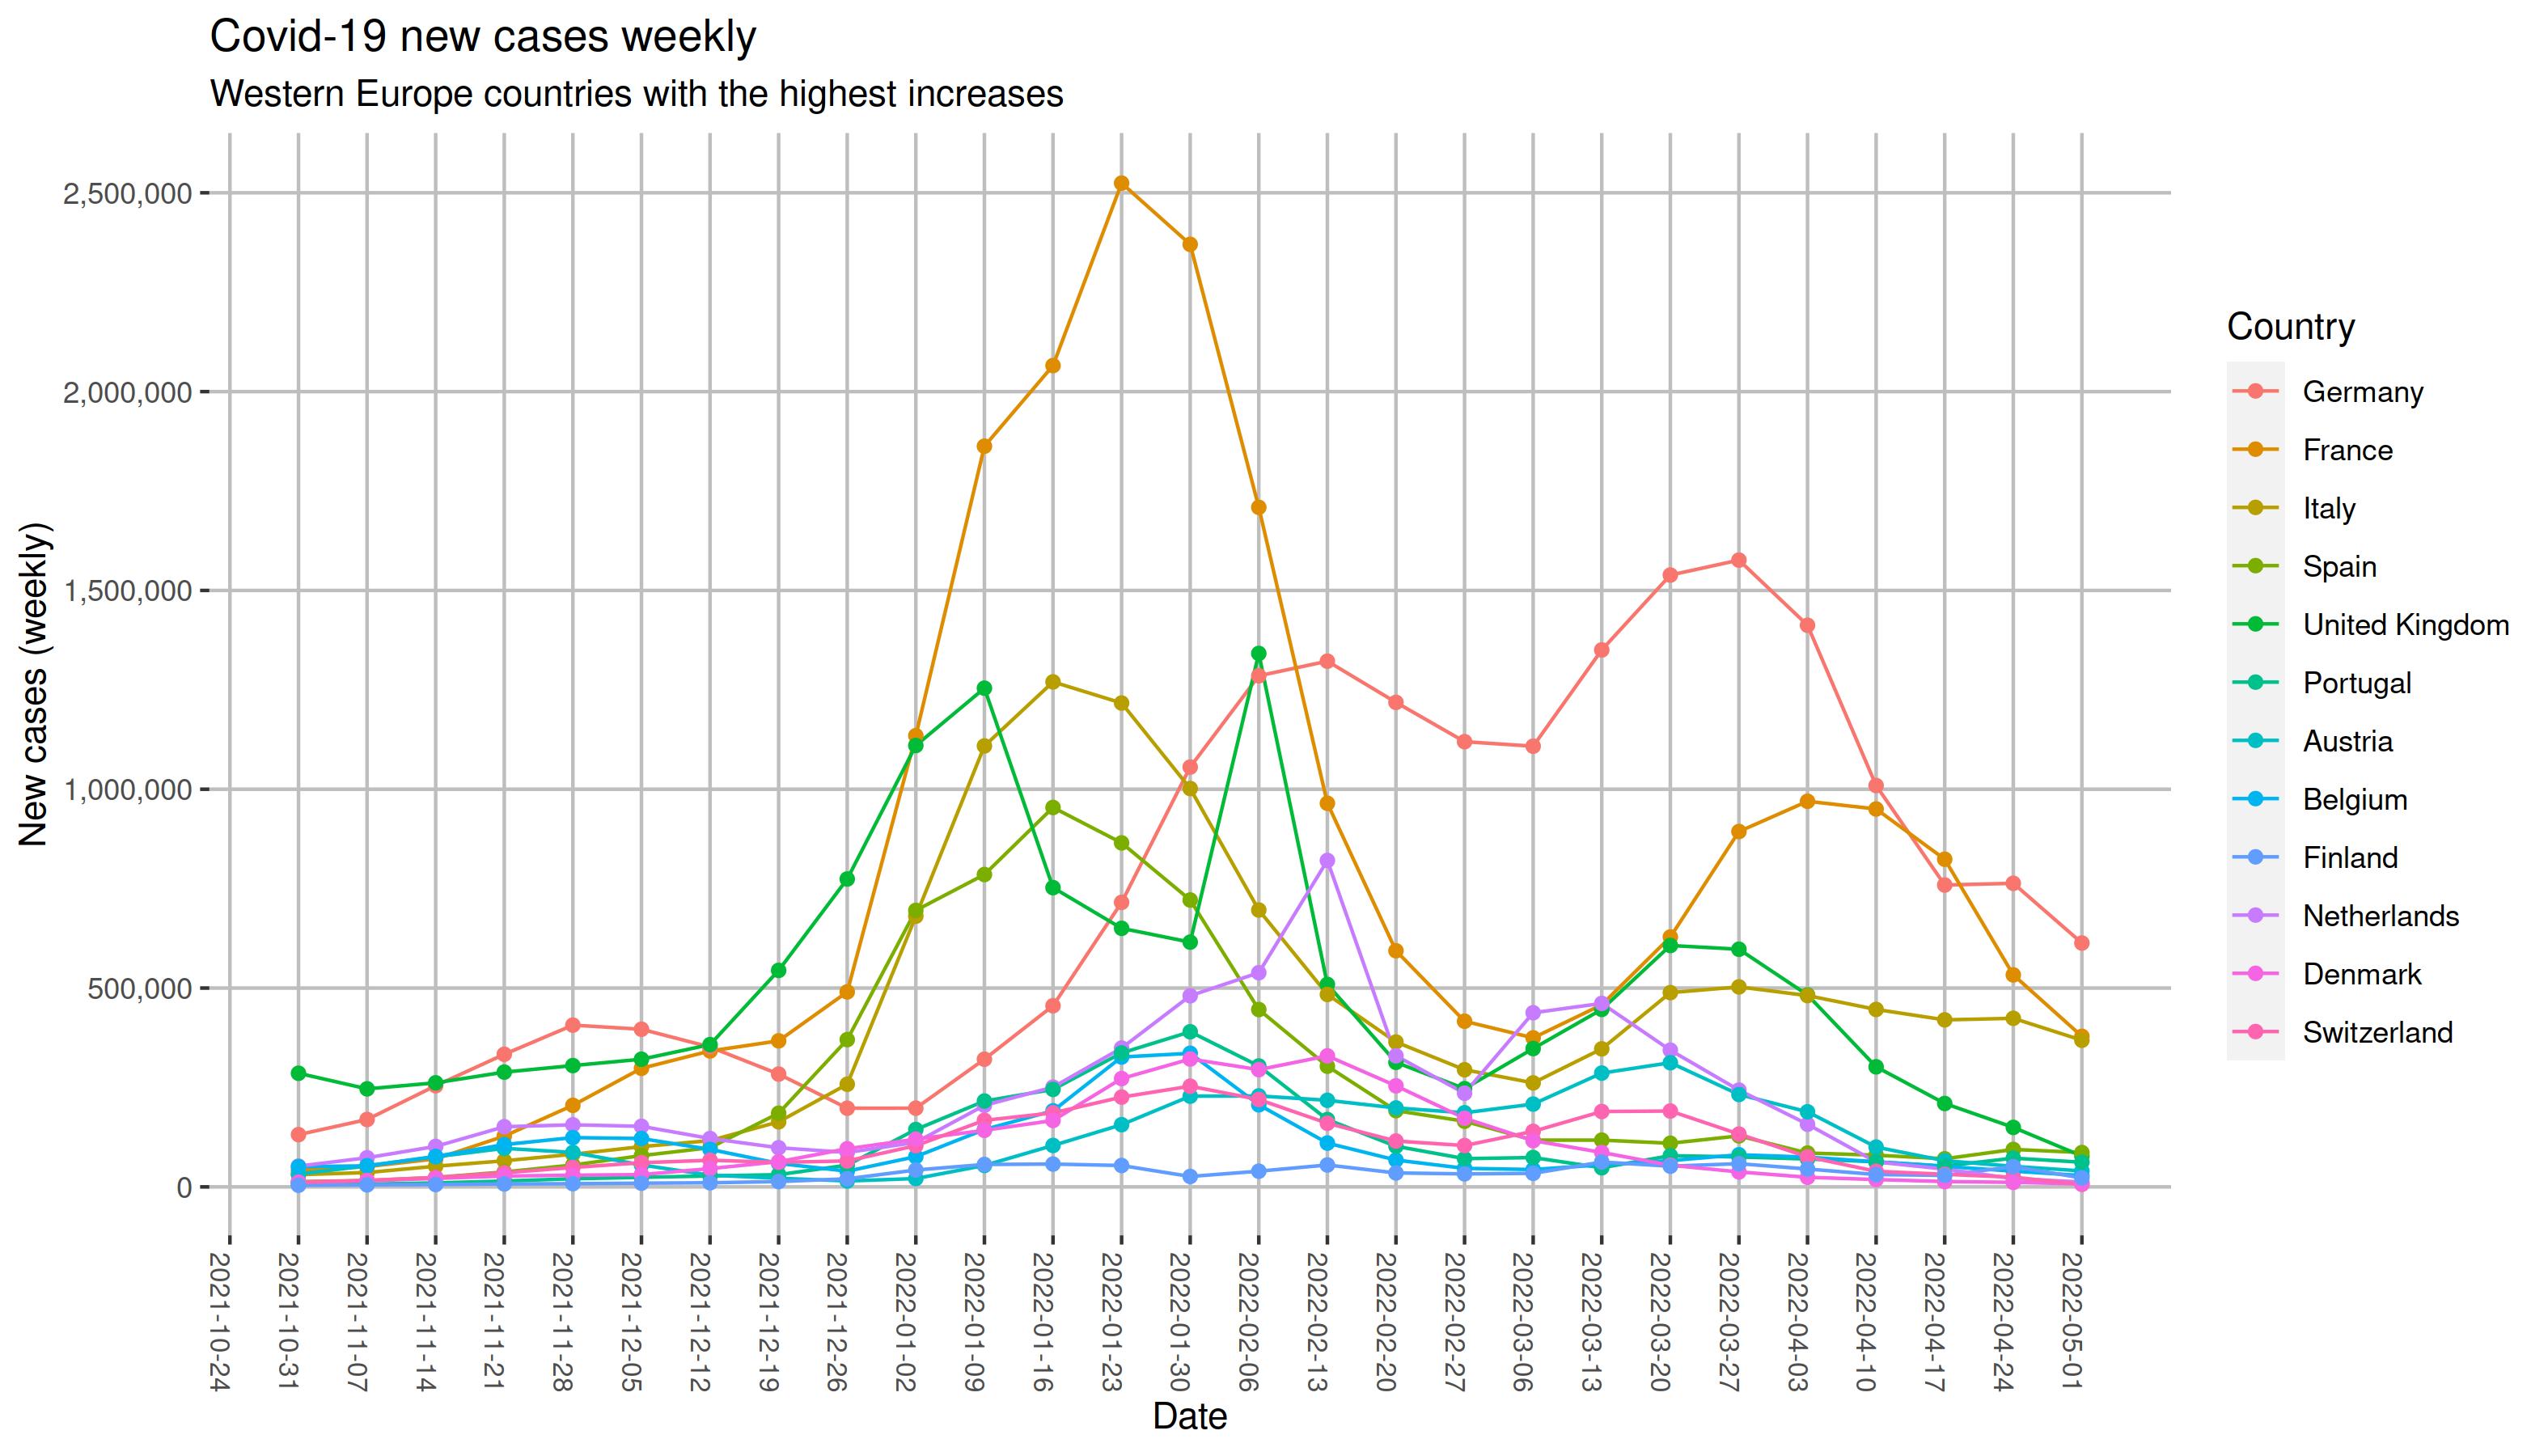 Covid-19 new cases weekly
Western Europe countries with the highest increases
New cases (weekly)
2,500,000
2,000,000
1,500,000
1,000,000
500,000
0
2021-10-24
2021-10-31
2021-11-07
2021-11-14
2021-11-21
2021-11-28
2021-12-05
2021-12-12
2021-12-19
2021-12-26
2022-01-02
2022-01-09
2022-01-16
2022-01-23
2022-01-30
2022-02-06
2022-02-13
2022-02-20
2022-02-27
2022-03-06
2022-03-13
2022-03-20
2022-03-27
2022-04-03
2022-04-10
2022-04-17
2022-04-24
2022-05-01
Date
Country
Germany
France
Italy
Spain
United Kingdom
Portugal
Austria
Belgium
Finland
Netherlands
Denmark
Switzerland